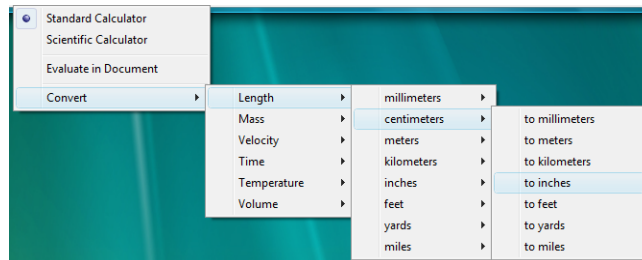 Standard Calculator
Scientific Calculator
Evaluate in Document
Convert
Length
Mass
Velocity
Time
Temperature
Volume
millimeters
centimeters
meters
kilometers
inches
feet
yards
miles
to millimeters
to meters
to kilometers
to inches
to feet
to yards
to miles